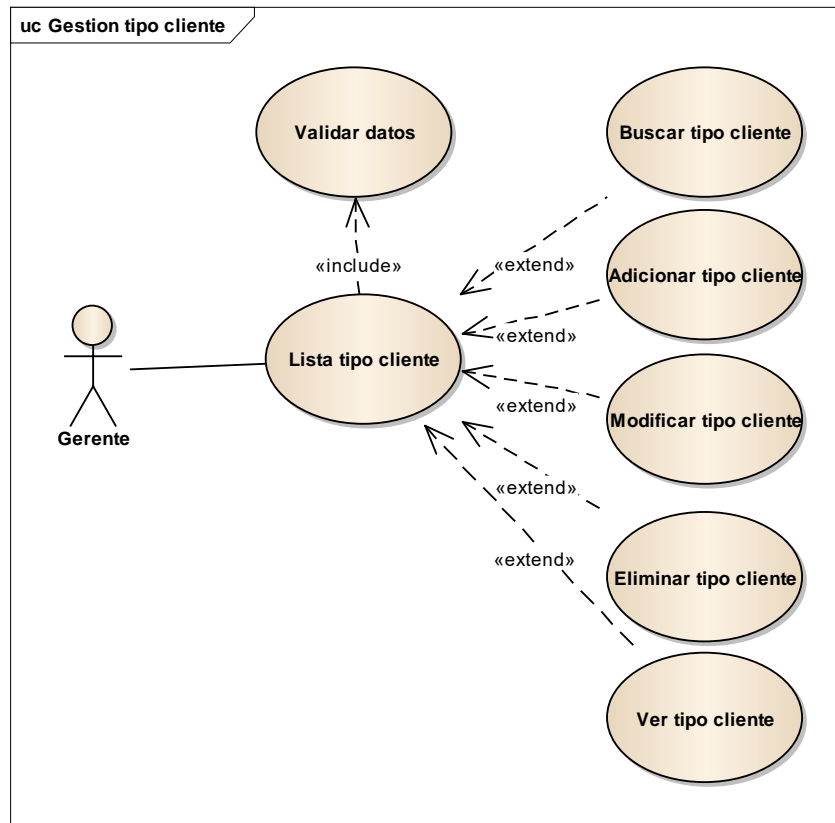 uc Gestion tipo cliente
Validar datos
Buscar tipo cliente
«include»
«extend»
Adicionar tipo cliente
«extend»
Lista tipo cliente
Gerente
«extend»
Modificar tipo cliente
«extend»
«extend»
Eliminar tipo cliente
Ver tipo cliente